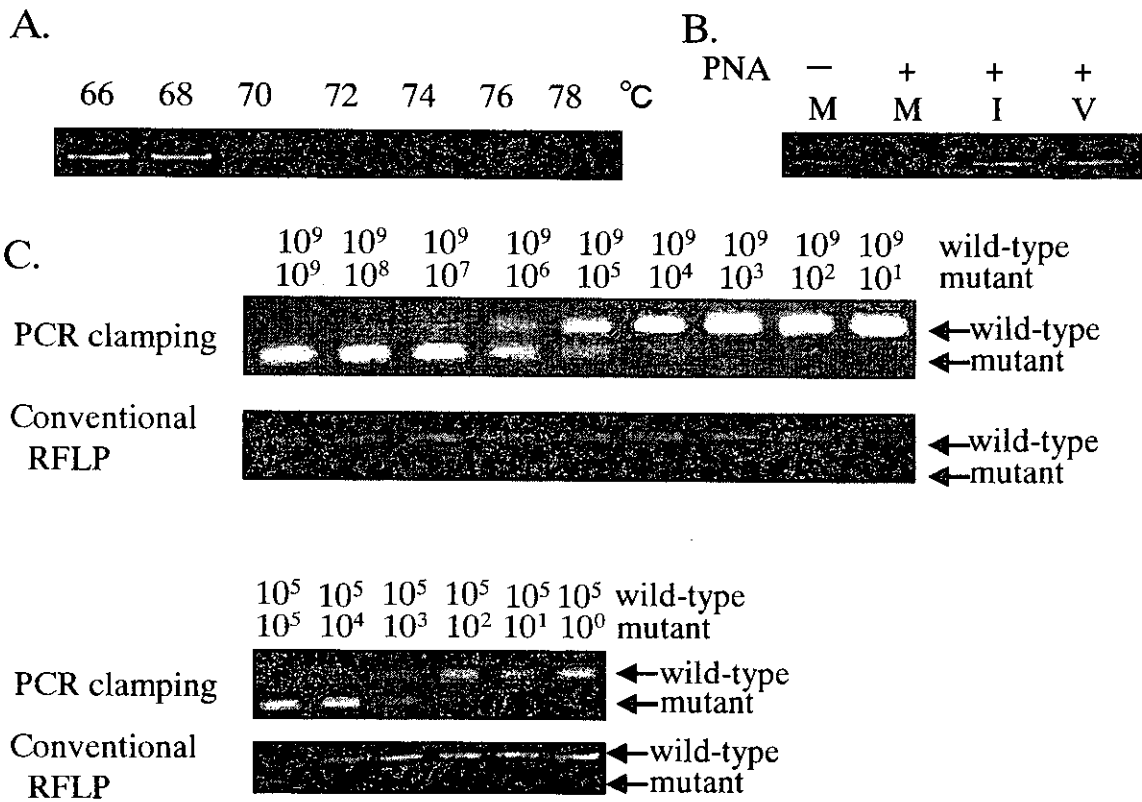 A.
66 68 70 72 74 76 78 °C
B.
PNA – + + +
M M I V
C.
10⁹ 10⁹ 10⁹ 10⁹ 10⁹ 10⁹ 10⁹ 10⁹ 10⁹ wild-type
10⁹ 10⁸ 10⁷ 10⁶ 10⁵ 10⁴ 10³ 10² 10¹ mutant
PCR clamping
wild-type
mutant
Conventional
RFLP
wild-type
mutant
10⁵ 10⁵ 10⁵ 10⁵ 10⁵ 10⁵ wild-type
10⁵ 10⁴ 10³ 10² 10¹ 10⁰ mutant
PCR clamping
wild-type
mutant
Conventional
RFLP
wild-type
mutant